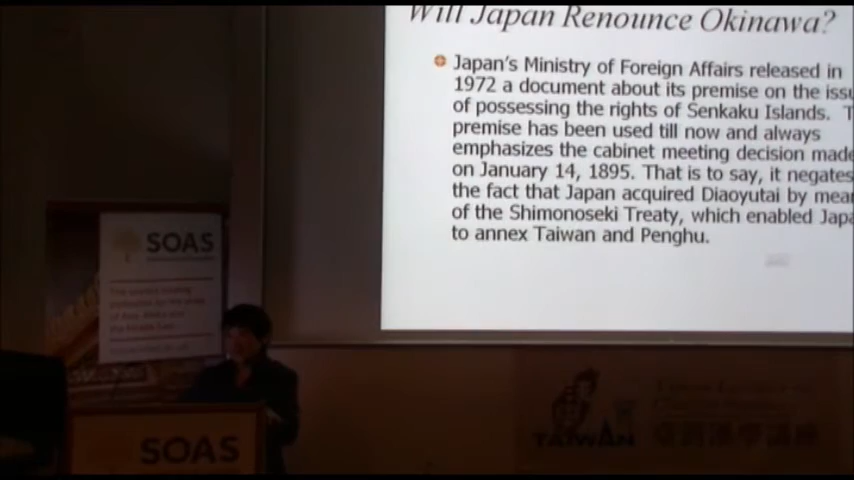 Will Japan Renounce Okinawa?
Japan's Ministry of Foreign Affairs released in
1972 a document about its premise on the issu
of possessing the rights of Senkaku Islands. T
premise has been used till now and always
emphasizes the cabinet meeting decision made
on January 14, 1895. That is to say, it negates
the fact that Japan acquired Diaoyutai by mea
of the Shimonoseki Treaty, which enabled Japa
to annex Taiwan and Penghu.
SOAS
SOAS
TAIWAN